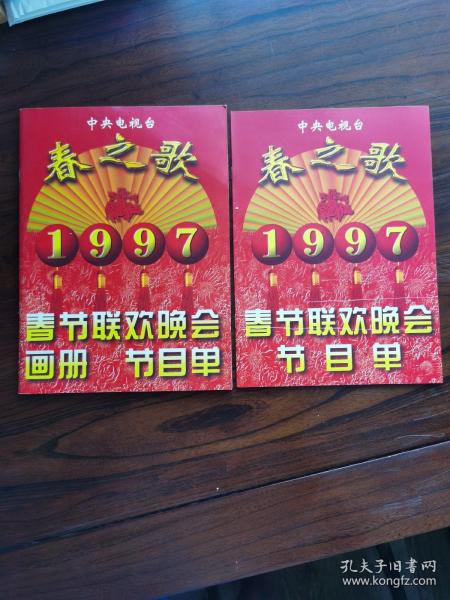 中央电视台
春之歌
1997
春节联欢晚会
画册 节目单
中央电视台
春之歌
1997
春节联欢晚会
节目单
孔夫子旧书网
www.kongfz.com